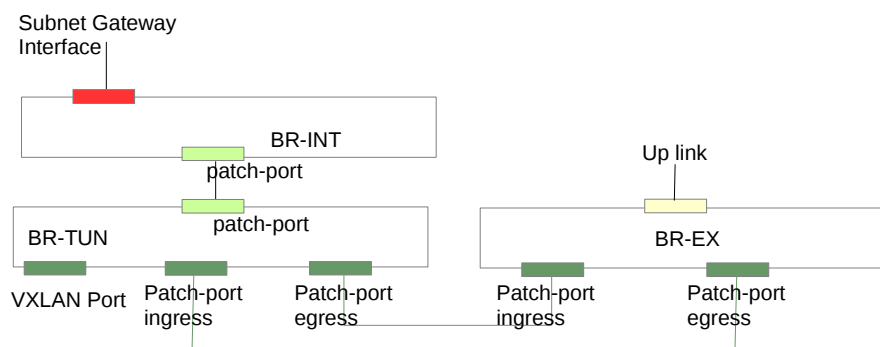 Subnet Gateway
Interface
BR-INT
patch-port
Up link
patch-port
BR-TUN
BR-EX
VXLAN Port
Patch-port
ingress
Patch-port
egress
Patch-port
ingress
Patch-port
egress